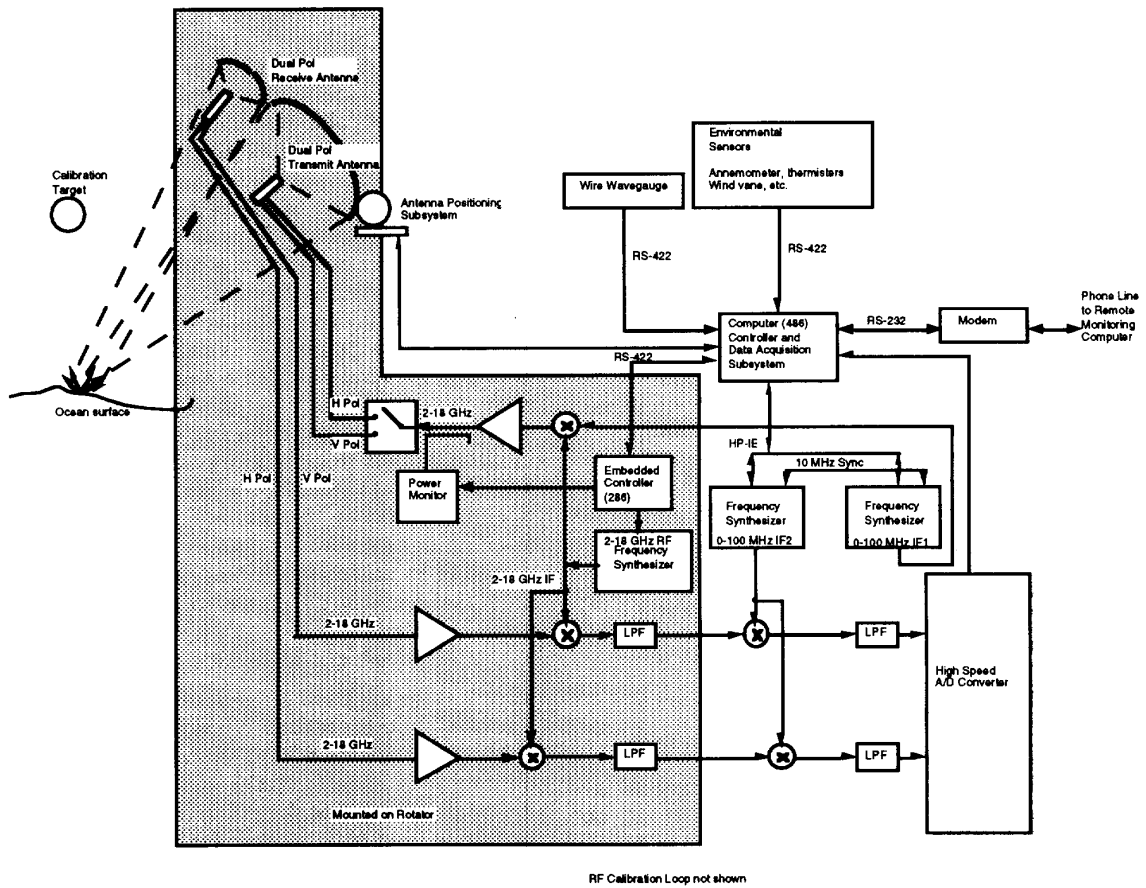 Dual Pol
Receive Antenna
Dual Pol
Transmit Antenna
Calibration
Target
Antenna Positioning
Subsystem
Wire Wavegauge
Environmental
Sensors
Annemometer, thermisters
Wind vane, etc.
RS-422
RS-422
Computer (486)
Controller and
Data Acquisition
Subsystem
RS-232
Modem
Phone Line
to Remote
Monitoring
Computer
RS-422
Ocean surface
H Pol
V Pol
2-18 GHz
H Pol
V Pol
Power
Monitor
Embedded
Controller
(286)
HP-IE
10 MHz Sync
Frequency
Synthesizer
0-100 MHz IF2
Frequency
Synthesizer
0-100 MHz IF1
2-18 GHz RF
Frequency
Synthesizer
2-18 GHz IF
2-18 GHz
LPF
LPF
High Speed
A/D Converter
2-18 GHz
LPF
LPF
Mounted on Rotator
RF Calibration Loop not shown